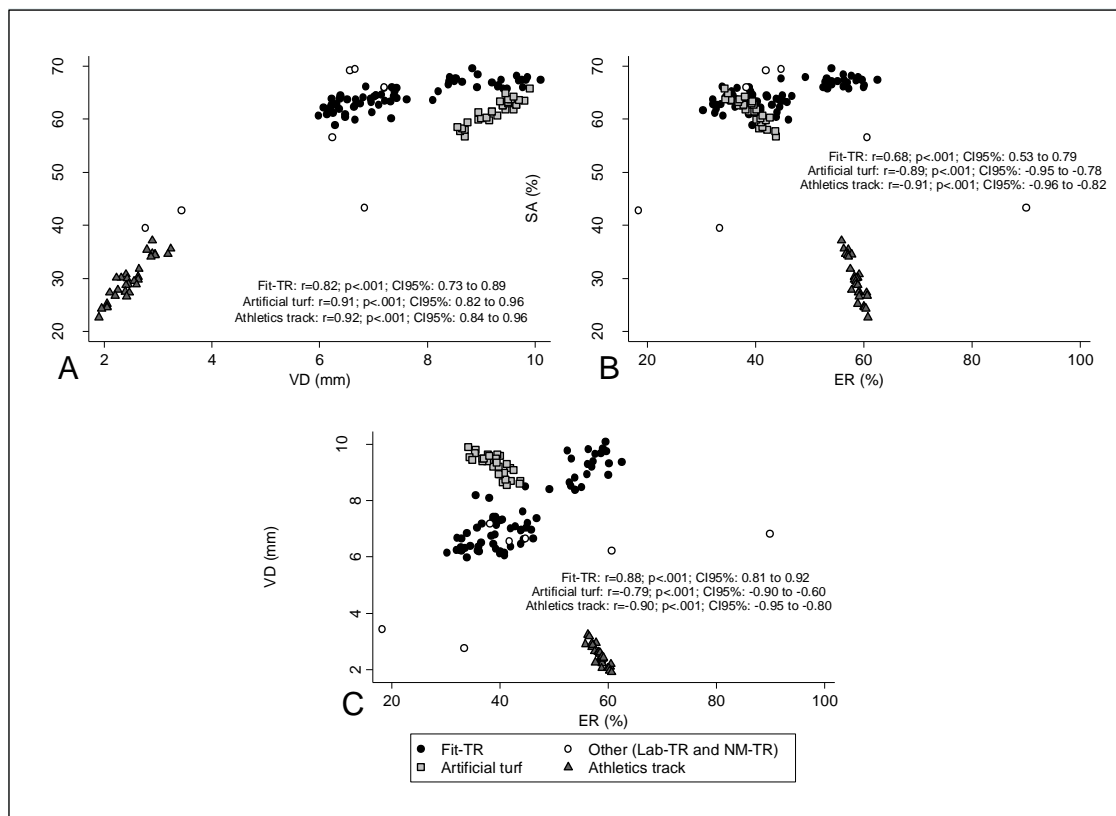 70
60
50
40
30
20
SA (%)
Fit-TR: r=0.82; p<.001; CI95%: 0.73 to 0.89
Artificial turf: r=0.91; p<.001; CI95%: 0.82 to 0.96
Athletics track: r=0.92; p<.001; CI95%: 0.84 to 0.96
2 4 6 8 10
A VD (mm)
70
60
50
40
30
20
Fit-TR: r=0.68; p<.001; CI95%: 0.53 to 0.79
Artificial turf: r=-0.89; p<.001; CI95%: -0.95 to -0.78
Athletics track: r=-0.91; p<.001; CI95%: -0.96 to -0.82
20 40 60 80 100
B ER (%)
10
8
6
4
2
VD (mm)
Fit-TR: r=0.88; p<.001; CI95%: 0.81 to 0.92
Artificial turf: r=-0.79; p<.001; CI95%: -0.90 to -0.60
Athletics track: r=-0.90; p<.001; CI95%: -0.95 to -0.80
20 40 60 80 100
C ER (%)
Fit-TR Other (Lab-TR and NM-TR)
Artificial turf Athletics track